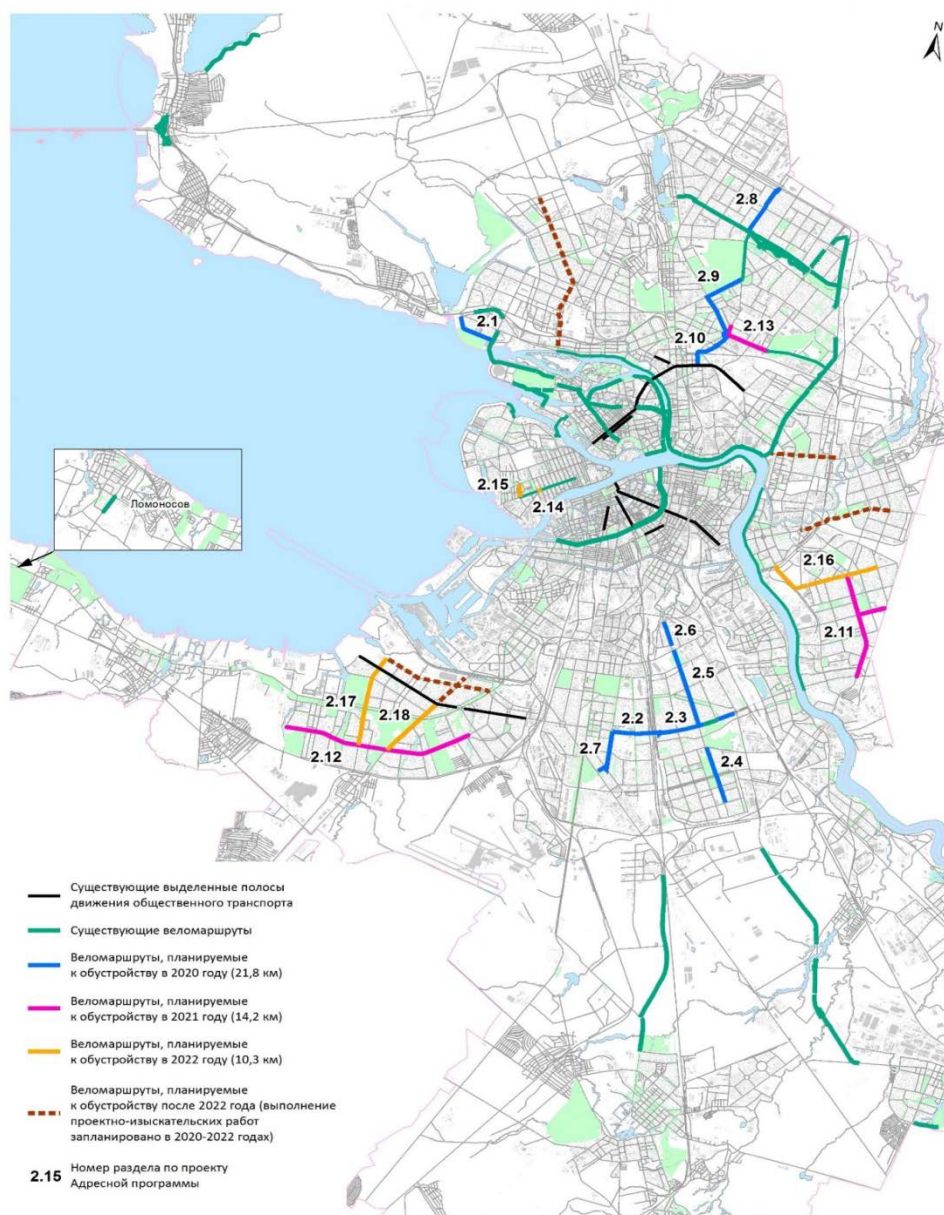 N
2.8
2.9
2.1
2.10
2.13
2.15
2.14
Ломоносов
2.16
2.11
2.6
2.5
2.17
2.18
2.2
2.3
2.12
2.7
2.4
Существующие выделенные полосы
движения общественного транспорта
Существующие веломаршруты
Веломаршруты, планируемые
к обустройству в 2020 году (21,8 км)
Веломаршруты, планируемые
к обустройству в 2021 году (14,2 км)
Веломаршруты, планируемые
к обустройству в 2022 году (10,3 км)
Веломаршруты, планируемые
к обустройству после 2022 года (выполнение
проектно-изыскательских работ
запланировано в 2020-2022 годах)
2.15 Номер раздела по проекту
Адресной программы